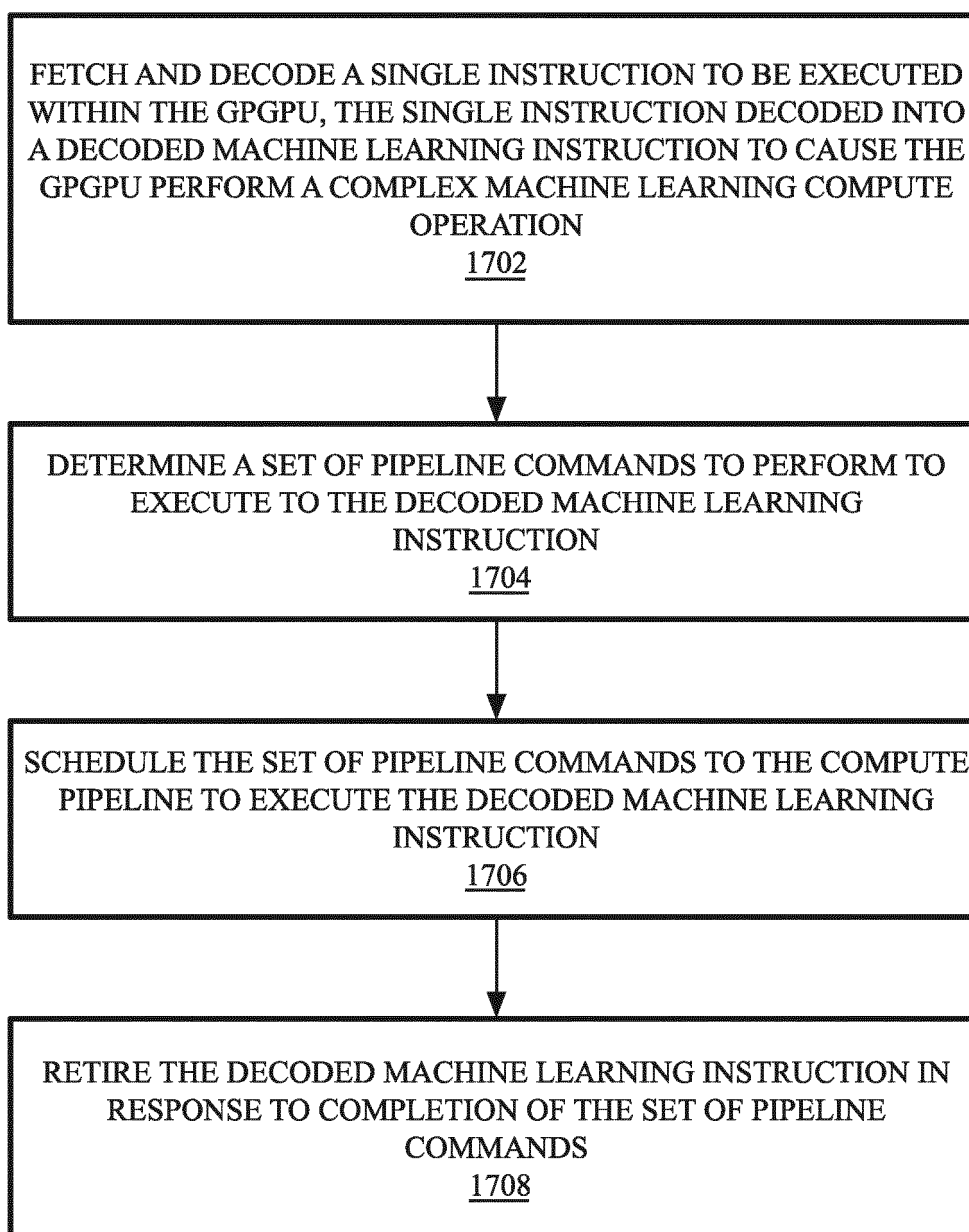 FETCH AND DECODE A SINGLE INSTRUCTION TO BE EXECUTED
WITHIN THE GPGPU, THE SINGLE INSTRUCTION DECODED INTO
A DECODED MACHINE LEARNING INSTRUCTION TO CAUSE THE
GPGPU PERFORM A COMPLEX MACHINE LEARNING COMPUTE
OPERATION
1702
DETERMINE A SET OF PIPELINE COMMANDS TO PERFORM TO
EXECUTE TO THE DECODED MACHINE LEARNING
INSTRUCTION
1704
SCHEDULE THE SET OF PIPELINE COMMANDS TO THE COMPUTE
PIPELINE TO EXECUTE THE DECODED MACHINE LEARNING
INSTRUCTION
1706
RETIRE THE DECODED MACHINE LEARNING INSTRUCTION IN
RESPONSE TO COMPLETION OF THE SET OF PIPELINE
COMMANDS
1708